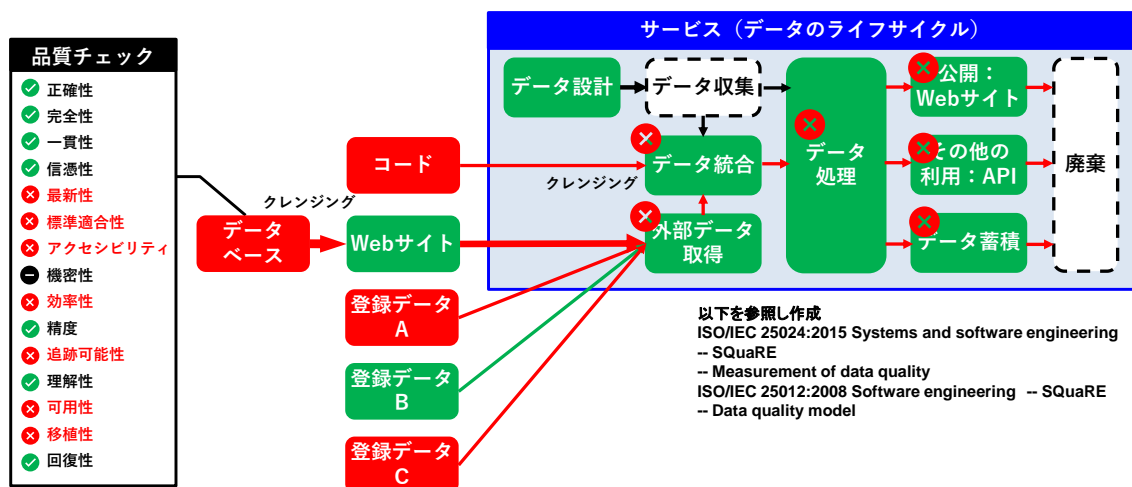 品質チェック
正確性
完全性
一貫性
信憑性
最新性
標準適合性
アクセシビリティ
機密性
効率性
精度
追跡可能性
理解性
可用性
移植性
回復性
クレンジング
データ
ベース
コード
Webサイト
登録データ
A
登録データ
B
登録データ
C
サービス（データのライフサイクル）
データ設計
データ収集
クレンジング
データ統合
外部データ
取得
データ
処理
公開：
Webサイト
その他の
利用：API
データ蓄積
廃棄
以下を参照し作成
ISO/IEC 25024:2015 Systems and software engineering
-- SQuaRE
-- Measurement of data quality
ISO/IEC 25012:2008 Software engineering -- SQuaRE
-- Data quality model